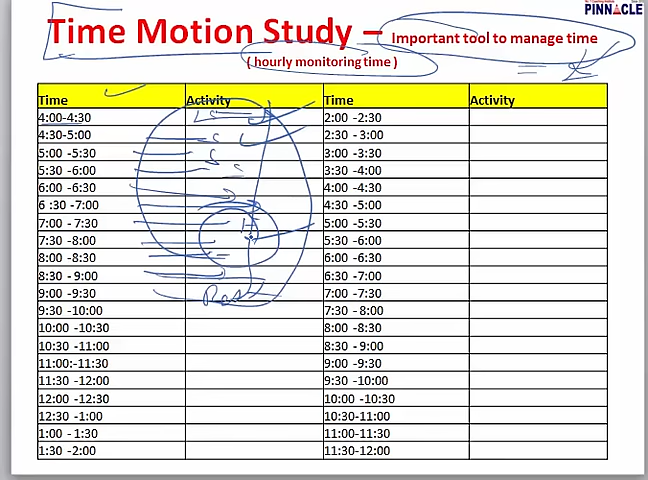 PINNACLE
Time Motion Study – Important tool to manage time
( hourly monitoring time )
Time Activity Time Activity
4:00-4:30 2:00 -2:30
4:30-5:00 2:30 - 3:00
5:00 -5:30 3:00 -3:30
5:30 -6:00 3:30 -4:00
6:00 -6:30 4:00 -4:30
6 :30 -7:00 4:30 -5:00
7:00 - 7:30 5:00 -5:30
7:30 -8:00 5:30 -6:00
8:00 -8:30 6:00 -6:30
8:30 - 9:00 6:30 -7:00
9:00 -9:30 7:00 -7:30
9:30 -10:00 7:30 - 8:00
10:00 -10:30 8:00 -8:30
10:30 -11:00 8:30 - 9:00
11:00:-11:30 9:00 -9:30
11:30 -12:00 9:30 -10:00
12:00 -12:30 10:00 -10:30
12:30 -1:00 10:30-11:00
1:00 - 1:30 11:00-11:30
1:30 -2:00 11:30-12:00